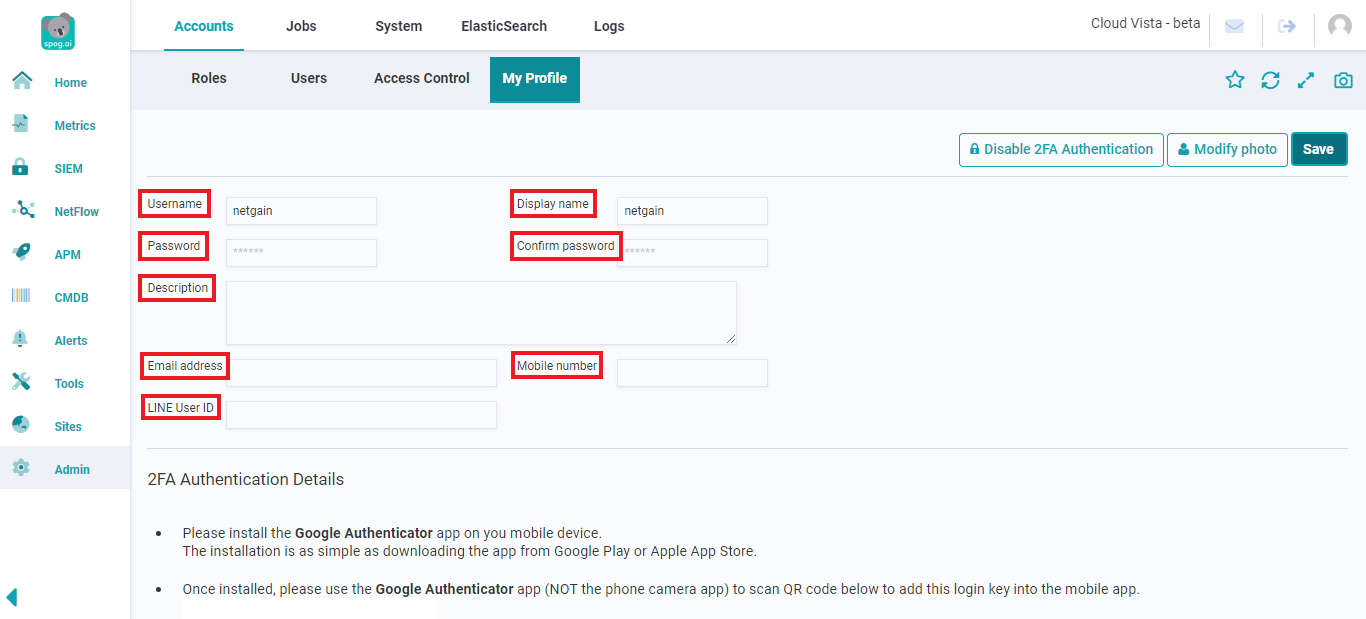 spog.ai
Accounts Jobs System ElasticSearch Logs Cloud Vista - beta
Roles Users Access Control My Profile
Home
Metrics
SIEM
NetFlow
APM
CMDB
Alerts
Tools
Sites
Admin
Disable 2FA Authentication Modify photo Save
Username netgain Display name netgain
Password ****** Confirm password ******
Description
Email address Mobile number
LINE User ID
2FA Authentication Details
• Please install the Google Authenticator app on you mobile device.
The installation is as simple as downloading the app from Google Play or Apple App Store.
• Once installed, please use the Google Authenticator app (NOT the phone camera app) to scan QR code below to add this login key into the mobile app.